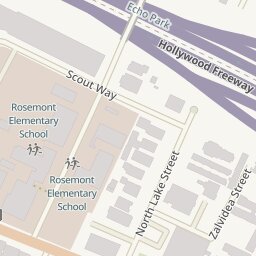 Echo Park
Hollywood Freeway
Scout Way
Rosemont
Elementary
School
Rosemont
Elementary
School
North Lake Street
Zalvidea Street